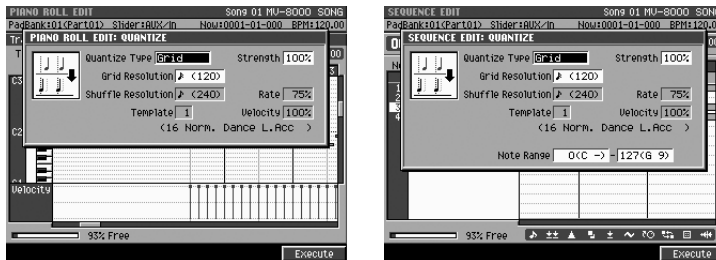 PIANO ROLL EDIT Song 01 MV-8000 SONG
PadBank:01(Part01) Slider:AUX/In Now:0001-01-000 BPM:120.00
PIANO ROLL EDIT: QUANTIZE
Quantize Type Grid Strength 100%
Grid Resolution (120)
Shuffle Resolution (240) Rate 75%
Template 1 Velocity 100%
(16 Norm. Dance L.Acc )
C3
C2
C1
Velocity
93% Free
Execute
SEQUENCE EDIT Song 01 MV-8000 SONG
PadBank:01(Part01) Slider:AUX/In Now:0001-01-000 BPM:120.00
SEQUENCE EDIT: QUANTIZE
Quantize Type Grid Strength 100%
Grid Resolution (120)
Shuffle Resolution (240) Rate 75%
Template 1 Velocity 100%
(16 Norm. Dance L.Acc )
Note Range 0(C -) - 127(G 9)
93% Free
Execute